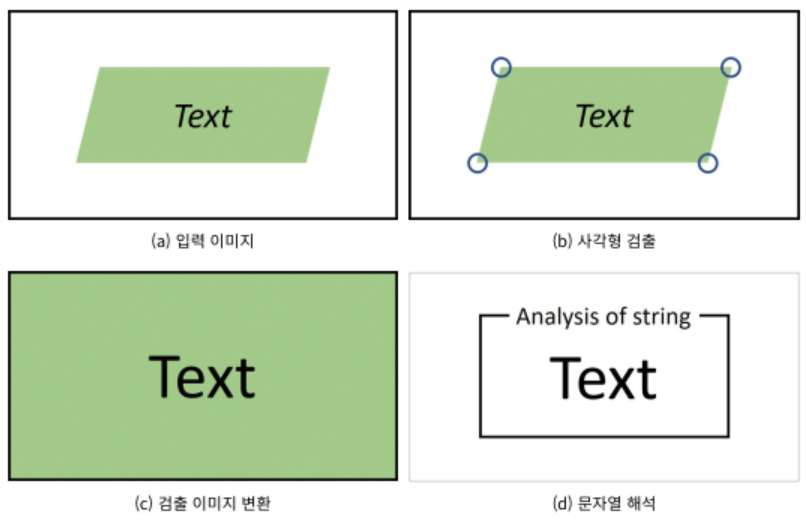 Text
Text
(a) 입력 이미지
(b) 사각형 검출
Text
Analysis of string
Text
(c) 검출 이미지 변환
(d) 문자열 해석